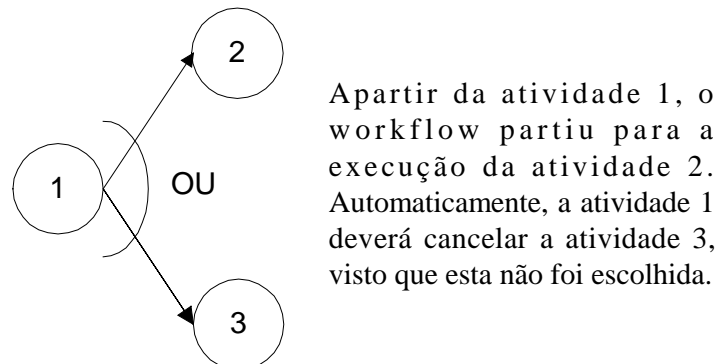 2
1
OU
3
Apartir da atividade 1, o
workflow partiu para a
execução da atividade 2.
Automaticamente, a atividade 1
deverá cancelar a atividade 3,
visto que esta não foi escolhida.